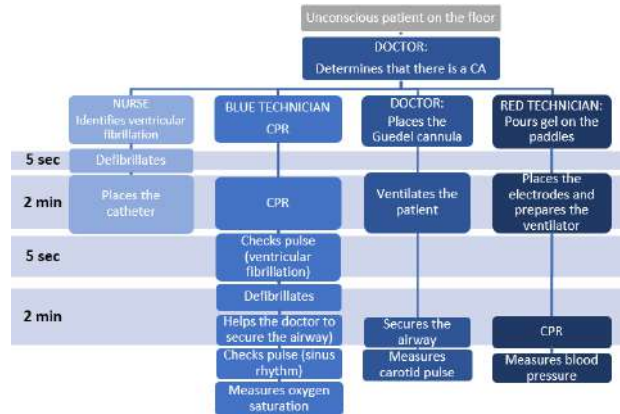 Unconscious patient on the floor
DOCTOR:
Determines that there is a CA
NURSE
Identifies ventricular
fibrillation
BLUE TECHNICIAN
CPR
DOCTOR:
Places the
Guedel cannula
RED TECHNICIAN:
Pours gel on the
paddles
5 sec
Defibrillates
2 min
Places the
catheter
CPR
Ventilates the
patient
Places the
electrodes and
prepares the
ventilator
5 sec
Checks pulse
(ventricular
fibrillation)
2 min
Defibrillates
Helps the doctor to
secure the airway)
Secures the
airway
CPR
Checks pulse (sinus
rhythm)
Measures
carotid pulse
Measures blood
pressure
Measures oxygen
saturation